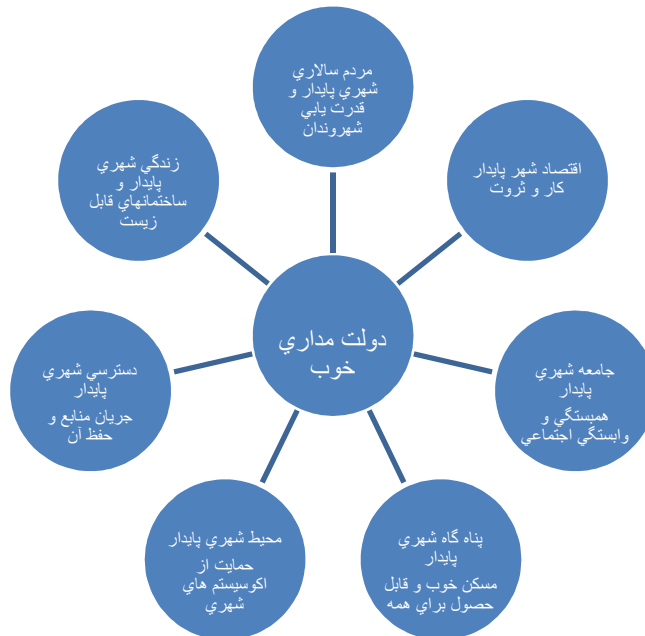 مردم سالاري
شهري پايدار و
قدرت يابي
شهروندان
اقتصاد شهر پايدار
كار و ثروت
جامعه شهري
پايدار
همبستگي و
وابستگي اجتماعي
پناه گاه شهري
پايدار
مسكن خوب و قابل
حصول براي همه
محيط شهري پايدار
حمايت از
اكوسيستم هاي
شهري
دسترسي شهري
پايدار
جريان منابع و
حفظ آن
زندگي شهري
پايدار و
ساختمانهاي قابل
زيست
دولت مداري
خوب